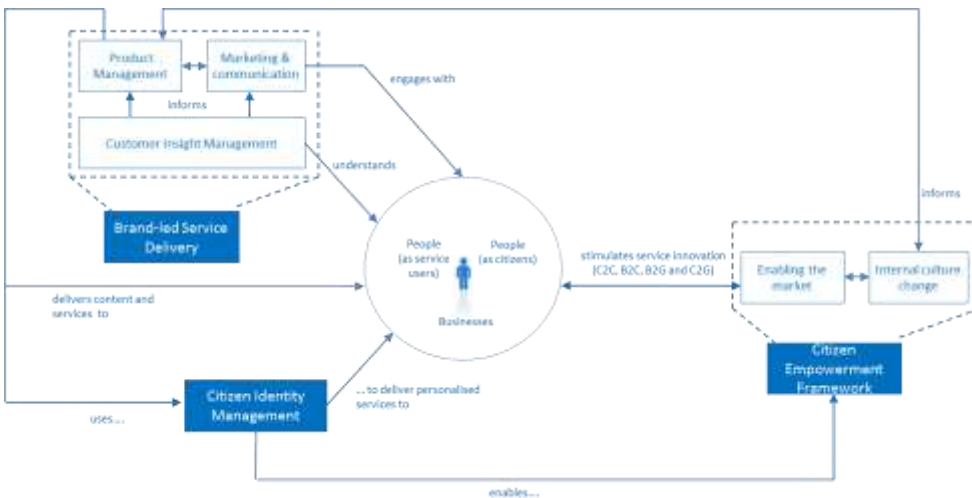 Product
Management
Marketing &
communication
engages with
informs
Customer Insight Management
understands
informs
Brand-led Service
Delivery
People
(as service
users)
People
(as citizens)
stimulates service innovation
(C2C, B2C, B2G and C2G)
Enabling the
market
Internal culture
change
delivers content and
services to
Businesses
Citizen
Empowerment
Framework
Citizen Identity
Management
... to deliver personalised
services to
uses...
enables...